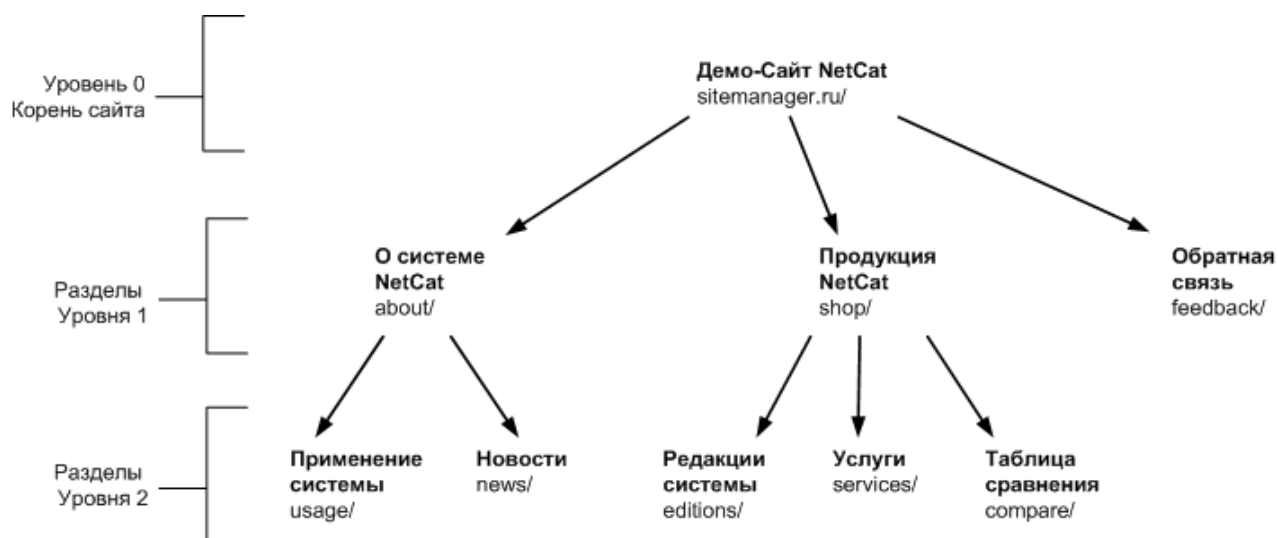 Уровень 0
Корень сайта
Демо-Сайт NetCat
sitemanager.ru/
Разделы
Уровня 1
О системе
NetCat
about/
Продукция
NetCat
shop/
Обратная
связь
feedback/
Разделы
Уровня 2
Применение
системы
usage/
Новости
news/
Редакции
системы
editions/
Услуги
services/
Таблица
сравнения
compare/